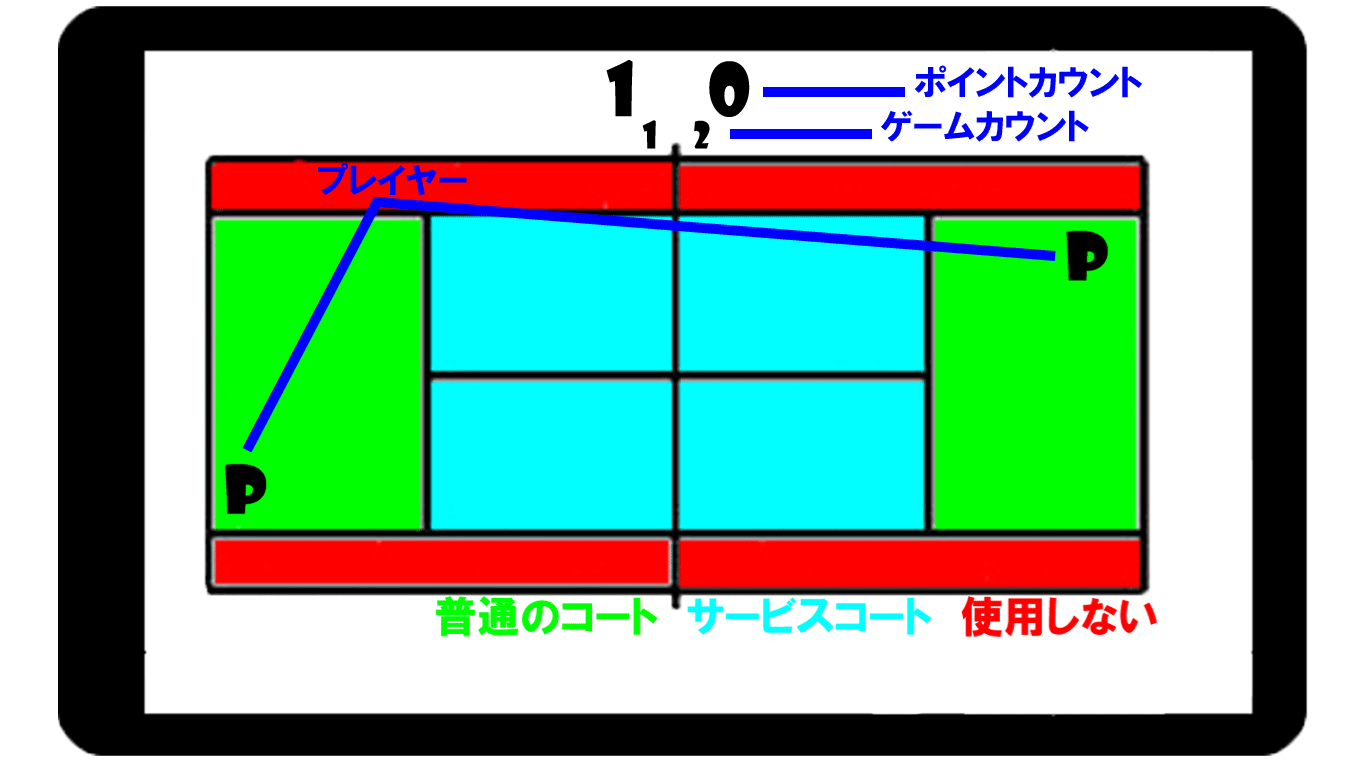 1 0 ポイントカウント
1 2 ゲームカウント
プレイヤー
P
P
普通のコート サービスコート 使用しない